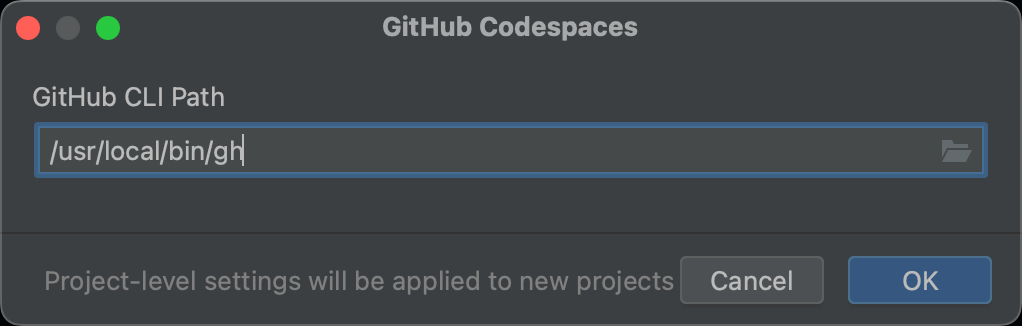 GitHub Codespaces
GitHub CLI Path
/usr/local/bin/gh
Project-level settings will be applied to new projects Cancel OK